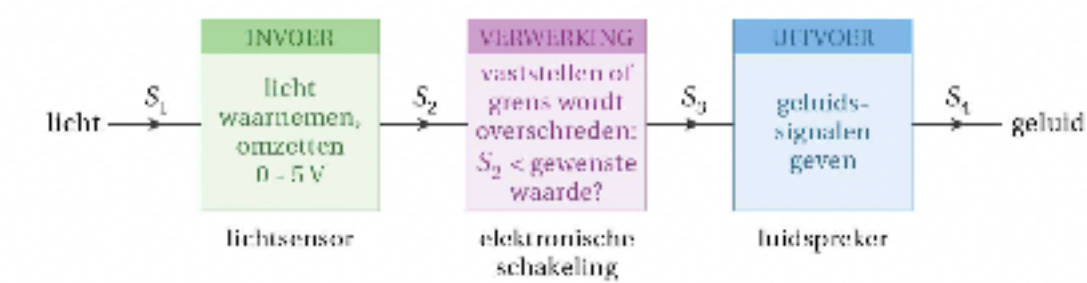 licht
S₁
INVOER
licht
waarnemen,
omzetten
0 - 5 V
lichtsensor
S₂
VERWERKING
vaststellen of
grens wordt
overschreden:
S₂ < gewenste
waarde?
elektronische
schakeling
S₃
UITVOER
geluids-
signalen
geven
luidspreker
S₄
geluid